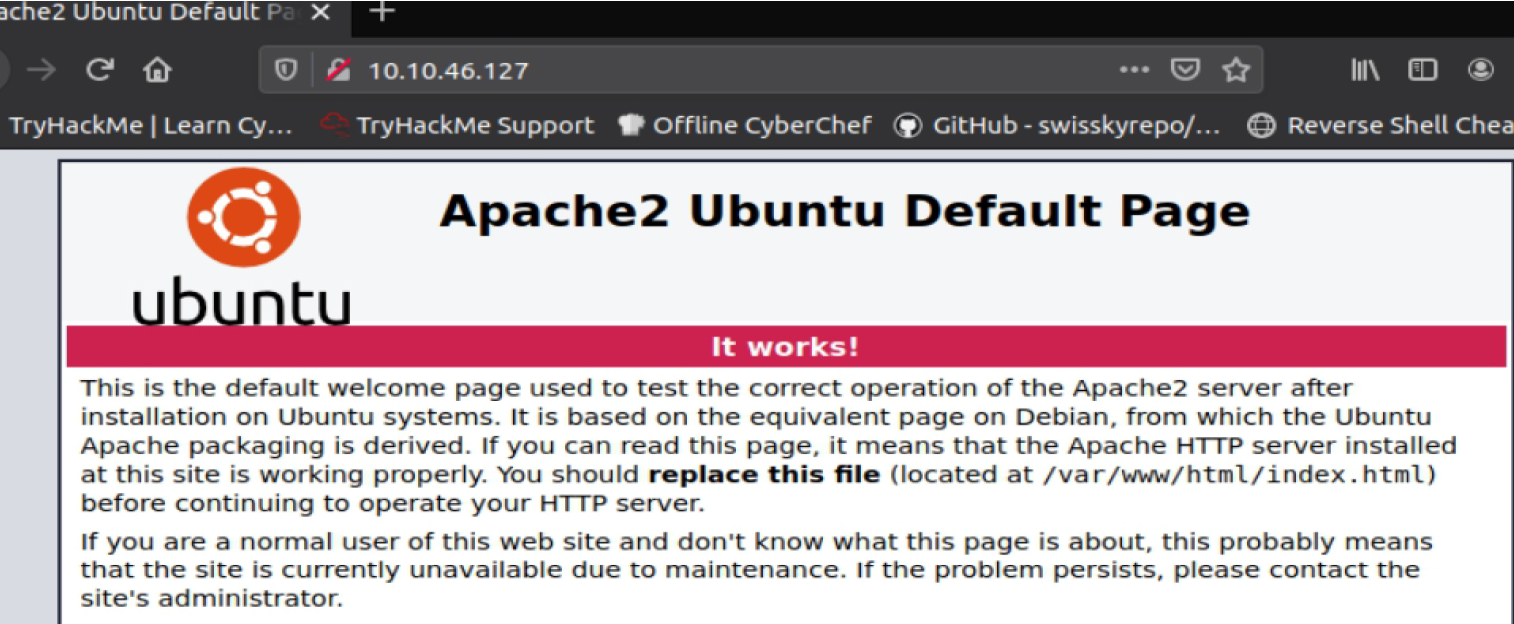 ache2 Ubuntu Default Pa
10.10.46.127
TryHackMe | Learn Cy...
TryHackMe Support
Offline CyberChef
GitHub - swisskyrepo/...
Reverse Shell Chea
ubuntu
Apache2 Ubuntu Default Page
It works!
This is the default welcome page used to test the correct operation of the Apache2 server after
installation on Ubuntu systems. It is based on the equivalent page on Debian, from which the Ubuntu
Apache packaging is derived. If you can read this page, it means that the Apache HTTP server installed
at this site is working properly. You should replace this file (located at /var/www/html/index.html)
before continuing to operate your HTTP server.
If you are a normal user of this web site and don't know what this page is about, this probably means
that the site is currently unavailable due to maintenance. If the problem persists, please contact the
site's administrator.